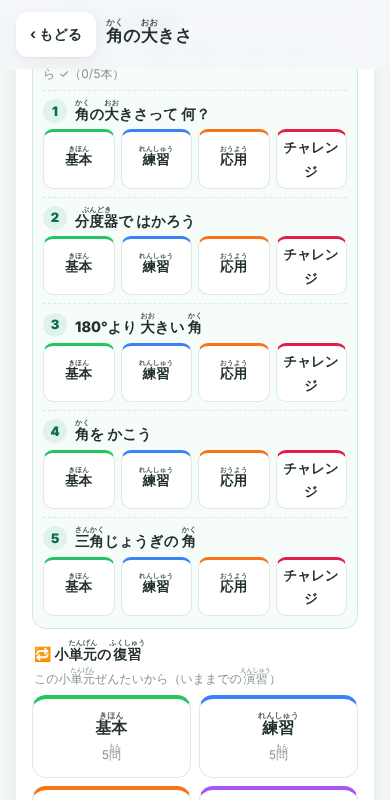 ‹ もどる
角の大きさ
ら ✓（0/5本）
1 角の大きさって 何？
基本 練習 応用 チャレンジ
2 分度器で はかろう
基本 練習 応用 チャレンジ
3 180°より 大きい 角
基本 練習 応用 チャレンジ
4 角を かこう
基本 練習 応用 チャレンジ
5 三角じょうぎの 角
基本 練習 応用 チャレンジ
🔁 小単元の復習
この小単元ぜんたいから（いままでの演習）
基本 練習
5問 5問